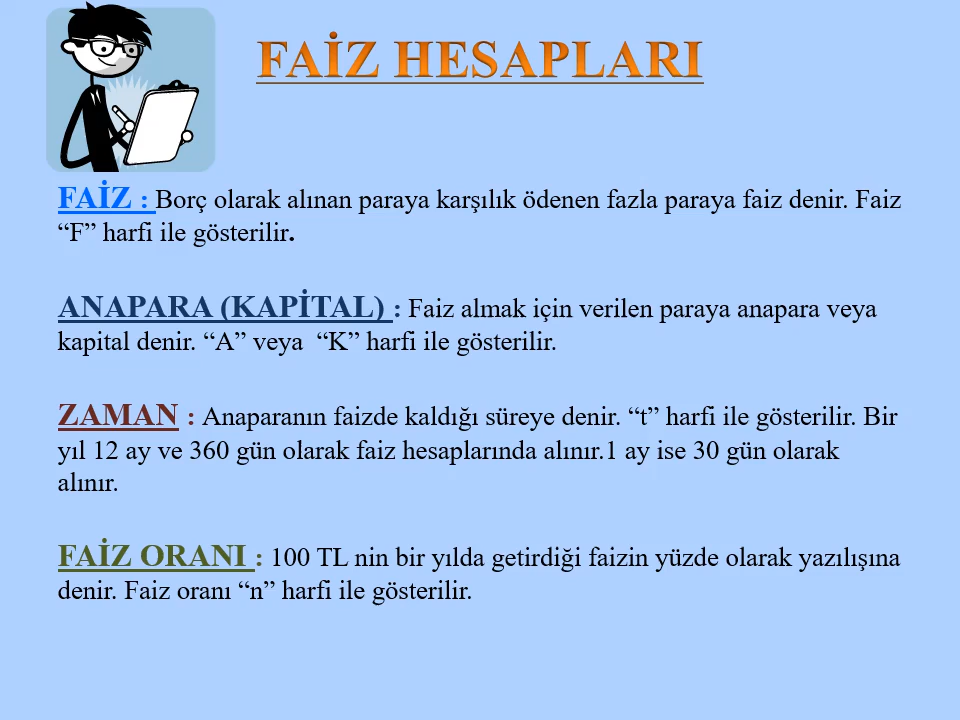 FAİZ HESAPLARI
FAİZ : Borç olarak alınan paraya karşılık ödenen fazla paraya faiz denir. Faiz
“F” harfi ile gösterilir.
ANAPARA (KAPİTAL) : Faiz almak için verilen paraya anapara veya
kapital denir. “A” veya “K” harfi ile gösterilir.
ZAMAN : Anaparanın faizde kaldığı süreye denir. “t” harfi ile gösterilir. Bir
yıl 12 ay ve 360 gün olarak faiz hesaplarında alınır.1 ay ise 30 gün olarak
alınır.
FAİZ ORANI : 100 TL nin bir yılda getirdiği faizin yüzde olarak yazılışına
denir. Faiz oranı “n” harfi ile gösterilir.